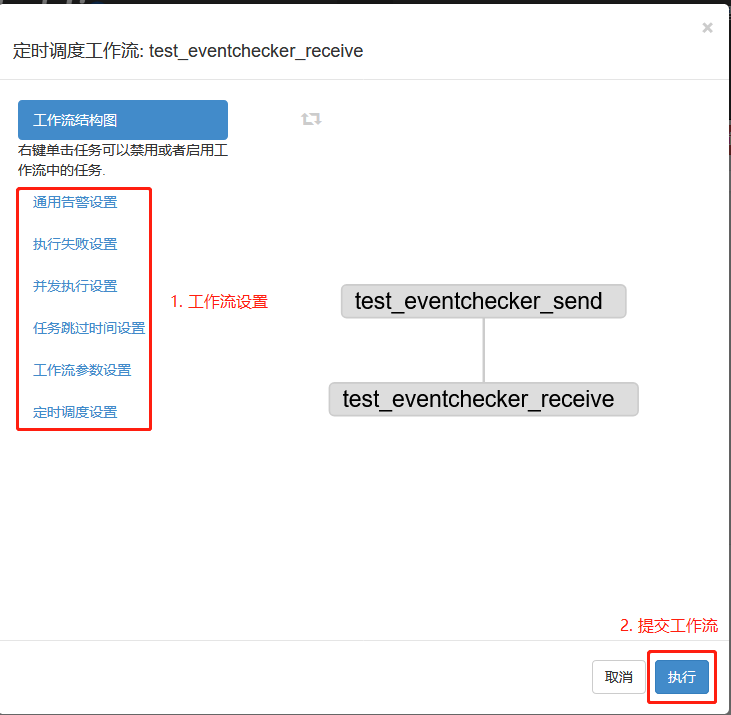 ×
定时调度工作流: test_eventchecker_receive
工作流结构图
右键单击任务可以禁用或者启用工
作流中的任务.
通用告警设置
执行失败设置
并发执行设置
任务跳过时间设置
工作流参数设置
定时调度设置
1. 工作流设置
test_eventchecker_send
test_eventchecker_receive
2. 提交工作流
取消
执行